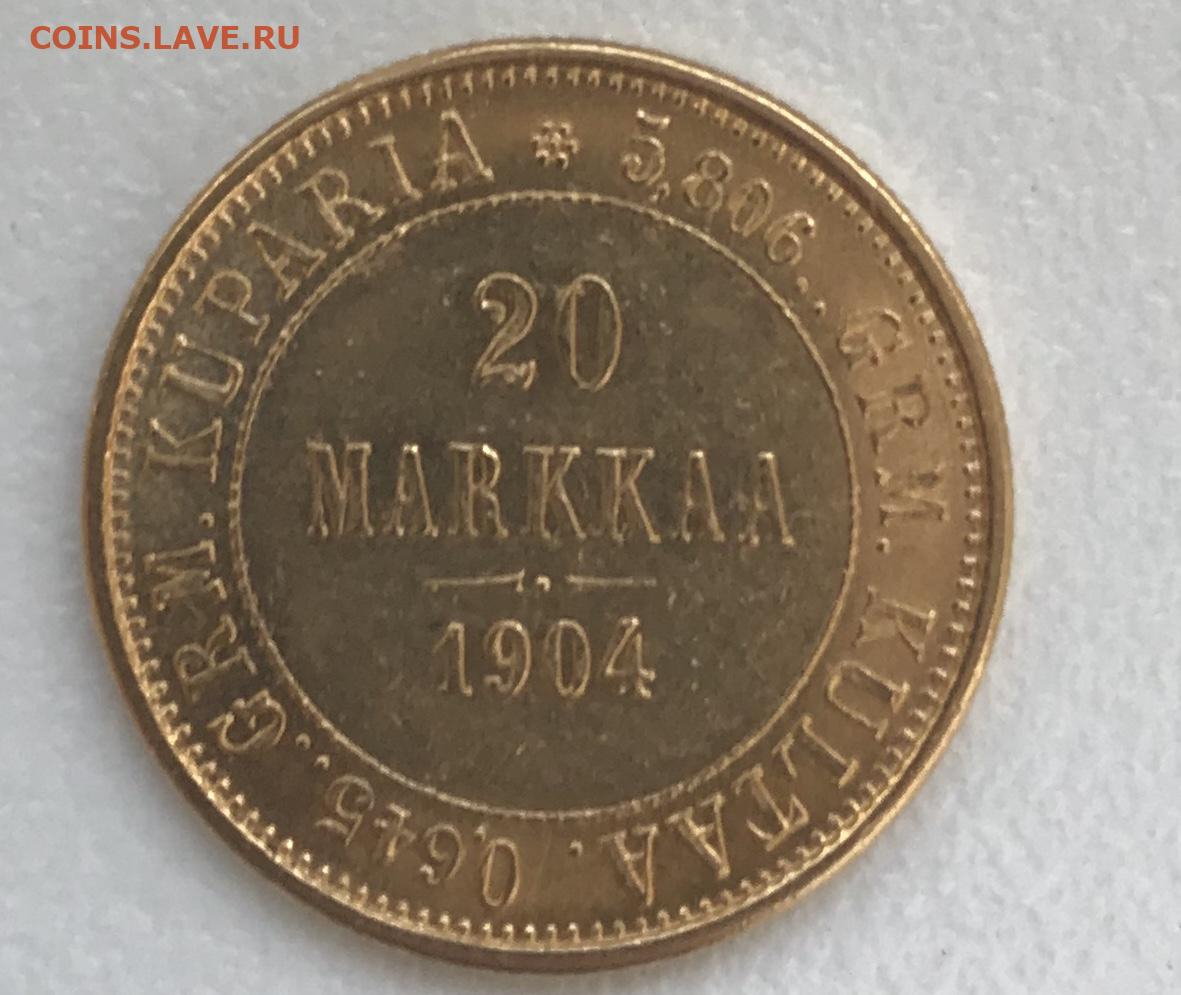 COINS.LAVE.RU
* 5,806.. GRM. KULTAA. 0,645.. GRM. KUPARIA
20
MARKKAA
1904